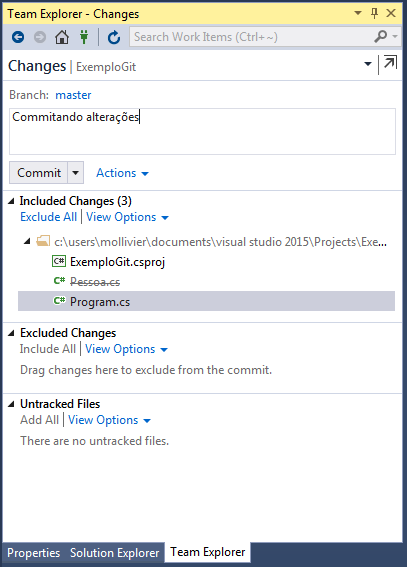 Team Explorer - Changes
Search Work Items (Ctrl+~)
Changes | ExemploGit
Branch: master
Commitando alterações
Commit Actions
Included Changes (3)
Exclude All | View Options
c:\users\mollivier\documents\visual studio 2015\Projects\Exe...
C# ExemploGit.csproj
C# Pessoa.cs
C# Program.cs
Excluded Changes
Include All | View Options
Drag changes here to exclude from the commit.
Untracked Files
Add All | View Options
There are no untracked files.
Properties Solution Explorer Team Explorer